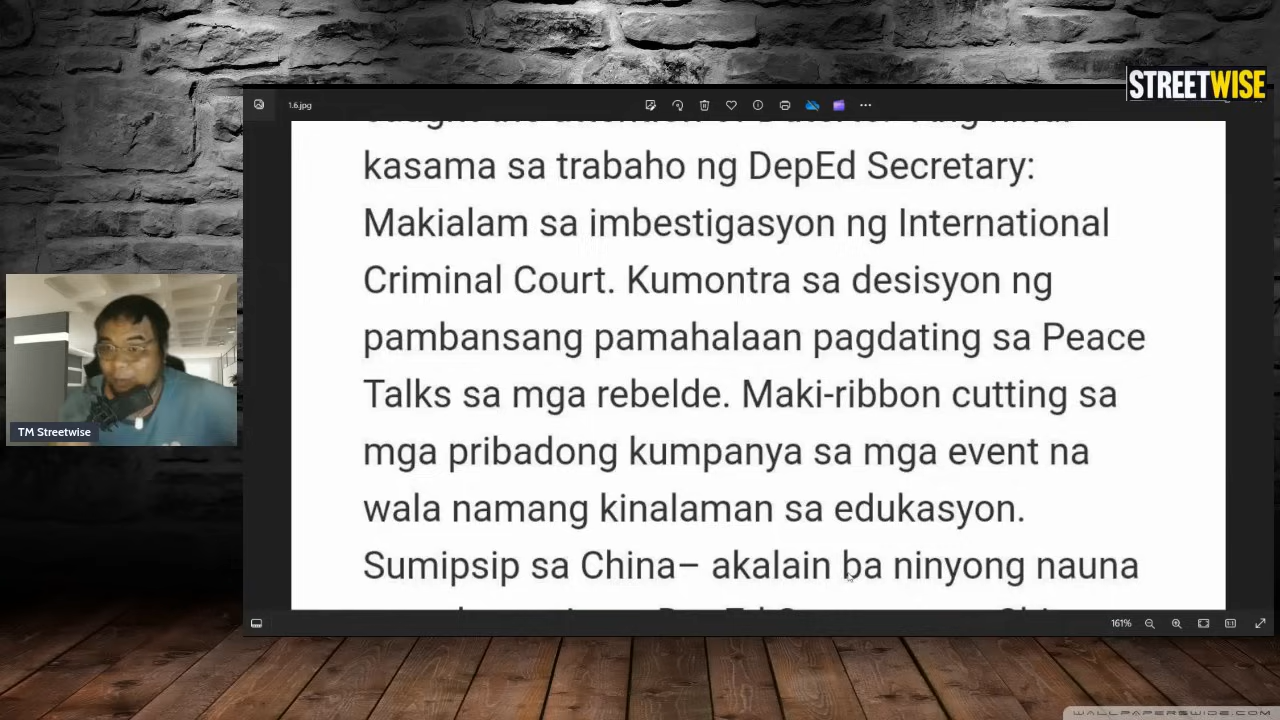 STREETWISE
1.6.jpg
kasama sa trabaho ng DepEd Secretary:
Makialam sa imbestigasyon ng International
Criminal Court. Kumontra sa desisyon ng
pambansang pamahalaan pagdating sa Peace
Talks sa mga rebelde. Maki-ribbon cutting sa
mga pribadong kumpanya sa mga event na
wala namang kinalaman sa edukasyon.
Sumipsip sa China– akalain ba ninyong nauna
TM Streetwise
161%
WALLPAPERSWIDE.COM